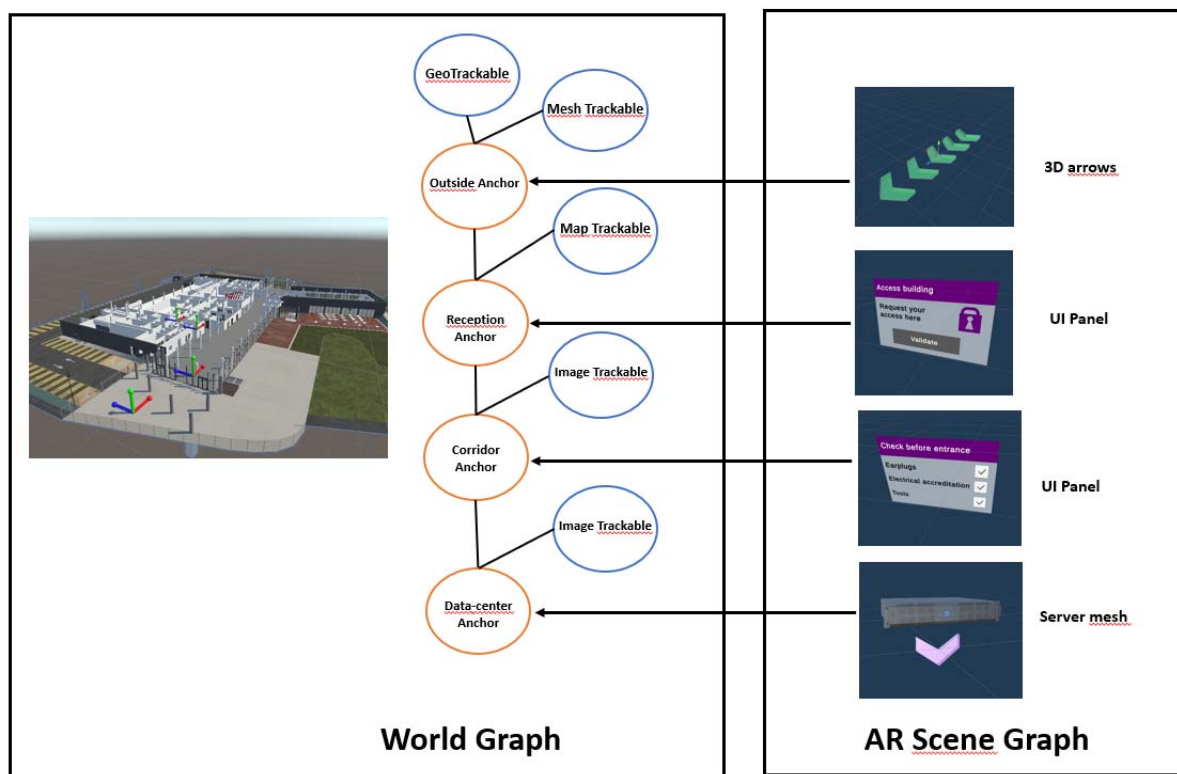 GeoTrackable
Mesh Trackable
Outside Anchor
Map Trackable
Reception
Anchor
Image Trackable
Corridor
Anchor
Image Trackable
Data-center
Anchor
World Graph
3D arrows
Access building
Request your
access here
Validate
UI Panel
Check before entrance
Earplugs
Electrical accreditation
Tools
UI Panel
Server mesh
AR Scene Graph